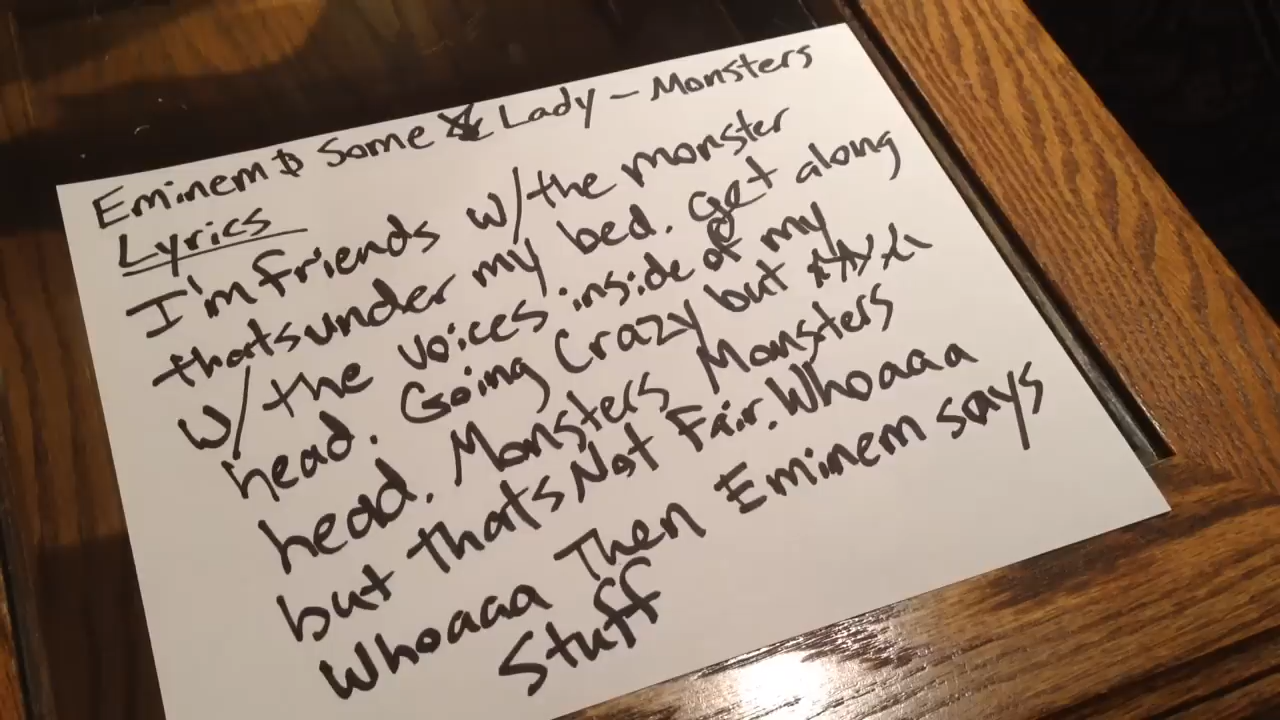 Eminem & Some Lady - Monsters
Lyrics
I'm friends w/the monster
thats under my bed. Get along
w/the voices inside of my
head. Going Crazy but
head. Monsters Monsters
but thats Not Fair. Whoaaa
Whoaaa Then Eminem says
Stuff